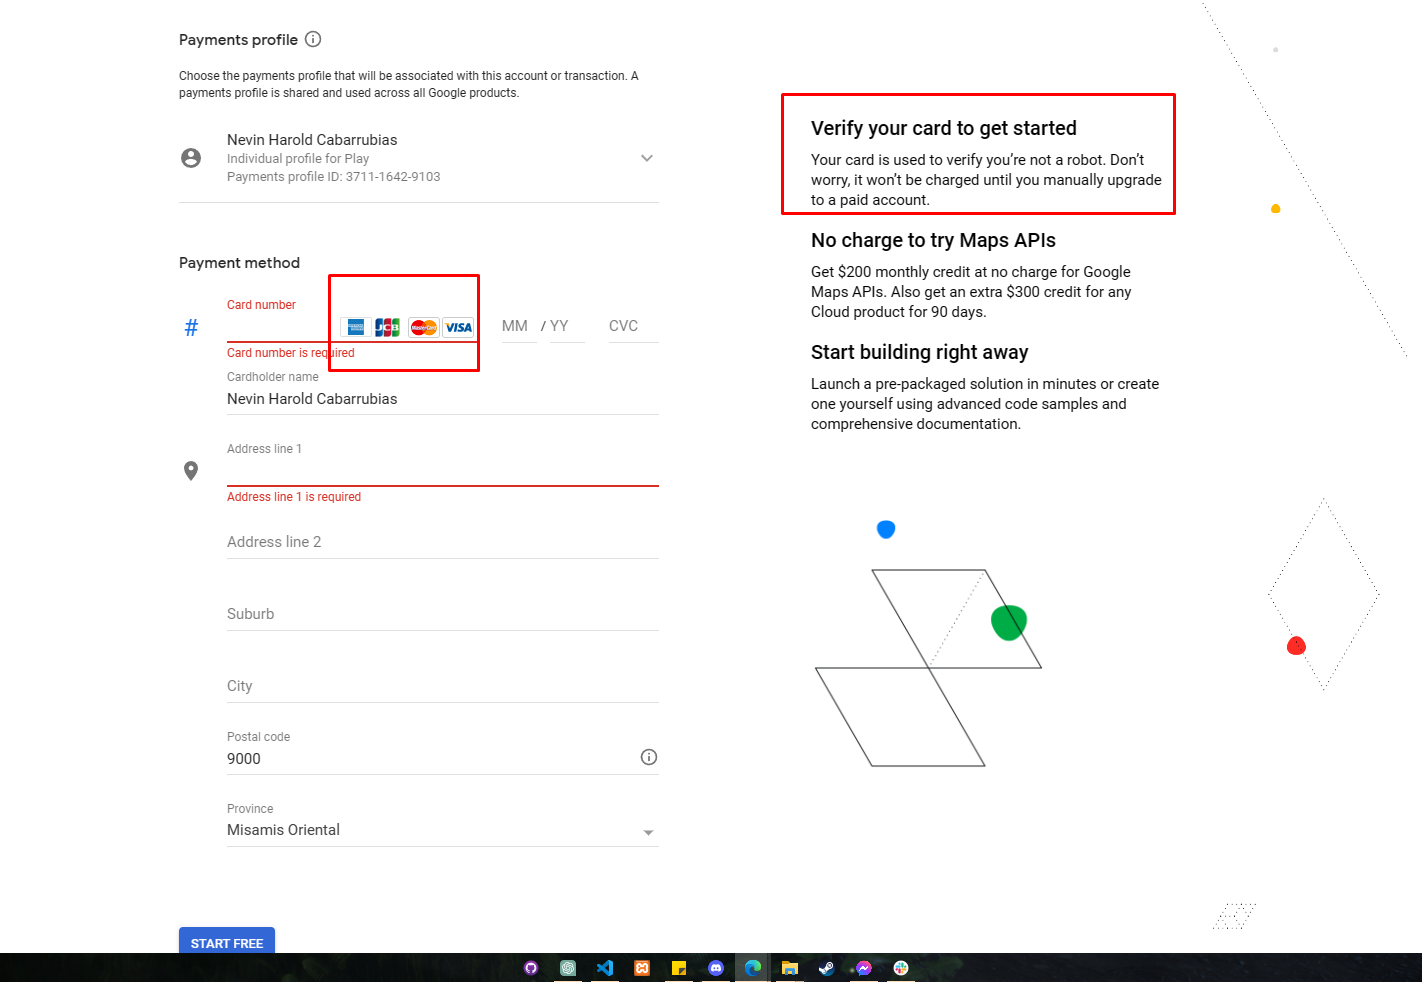 Payments profile
Choose the payments profile that will be associated with this account or transaction. A
payments profile is shared and used across all Google products.
Nevin Harold Cabarrubias
Individual profile for Play
Payments profile ID: 3711-1642-9103
Payment method
Card number
#
AMERICAN EXPRESS JCB MasterCard VISA
MM / YY CVC
Card number is required
Cardholder name
Nevin Harold Cabarrubias
Address line 1
Address line 1 is required
Address line 2
Suburb
City
Postal code
9000
Province
Misamis Oriental
START FREE
Verify your card to get started
Your card is used to verify you’re not a robot. Don’t
worry, it won’t be charged until you manually upgrade
to a paid account.
No charge to try Maps APIs
Get $200 monthly credit at no charge for Google
Maps APIs. Also get an extra $300 credit for any
Cloud product for 90 days.
Start building right away
Launch a pre-packaged solution in minutes or create
one yourself using advanced code samples and
comprehensive documentation.